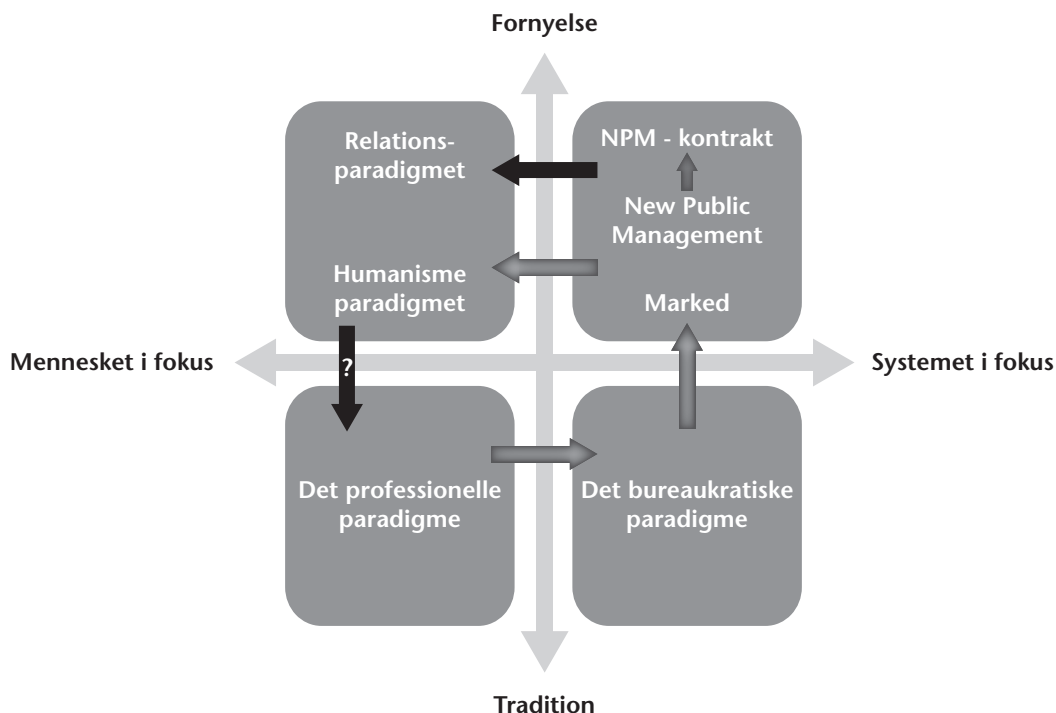 Fornyelse
Relations-
paradigmet
Humanisme
paradigmet
NPM - kontrakt
New Public
Management
Marked
Mennesket i fokus
?
Systemet i fokus
Det professionelle
paradigme
Det bureaukratiske
paradigme
Tradition